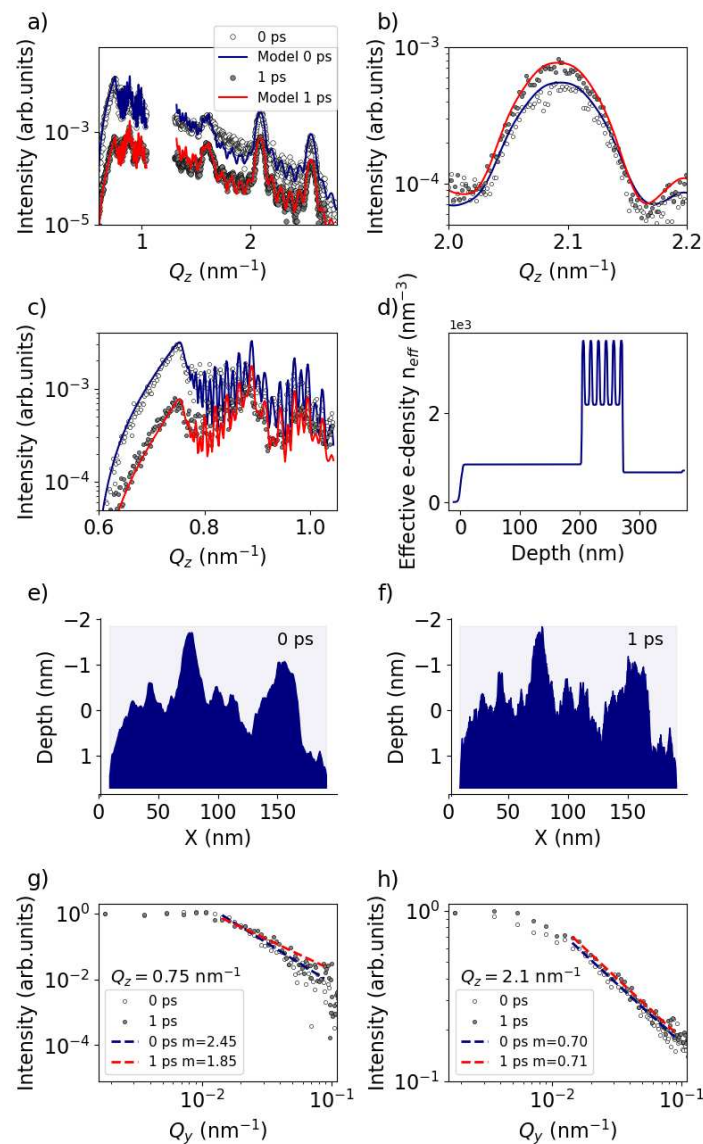 a)
0 ps
Model 0 ps
1 ps
Model 1 ps
Intensity (arb.units)
10⁻³
10⁻⁵
1
2
Q_z (nm⁻¹)
b)
Intensity (arb.units)
10⁻³
10⁻⁴
2.0
2.1
2.2
Q_z (nm⁻¹)
c)
Intensity (arb.units)
10⁻³
10⁻⁴
0.6
0.8
1.0
Q_z (nm⁻¹)
d)
Effective e-density n_eff (nm⁻³)
1e3
2
0
0
100
200
300
Depth (nm)
e)
0 ps
Depth (nm)
−2
−1
0
1
0
50
100
150
X (nm)
f)
1 ps
Depth (nm)
−2
−1
0
1
0
50
100
150
X (nm)
g)
Intensity (arb.units)
10⁰
10⁻²
10⁻⁴
Q_z = 0.75 nm⁻¹
0 ps
1 ps
0 ps m=2.45
1 ps m=1.85
10⁻²
10⁻¹
Q_y (nm⁻¹)
h)
Intensity (arb.units)
10⁰
10⁻¹
Q_z = 2.1 nm⁻¹
0 ps
1 ps
0 ps m=0.70
1 ps m=0.71
10⁻²
10⁻¹
Q_y (nm⁻¹)